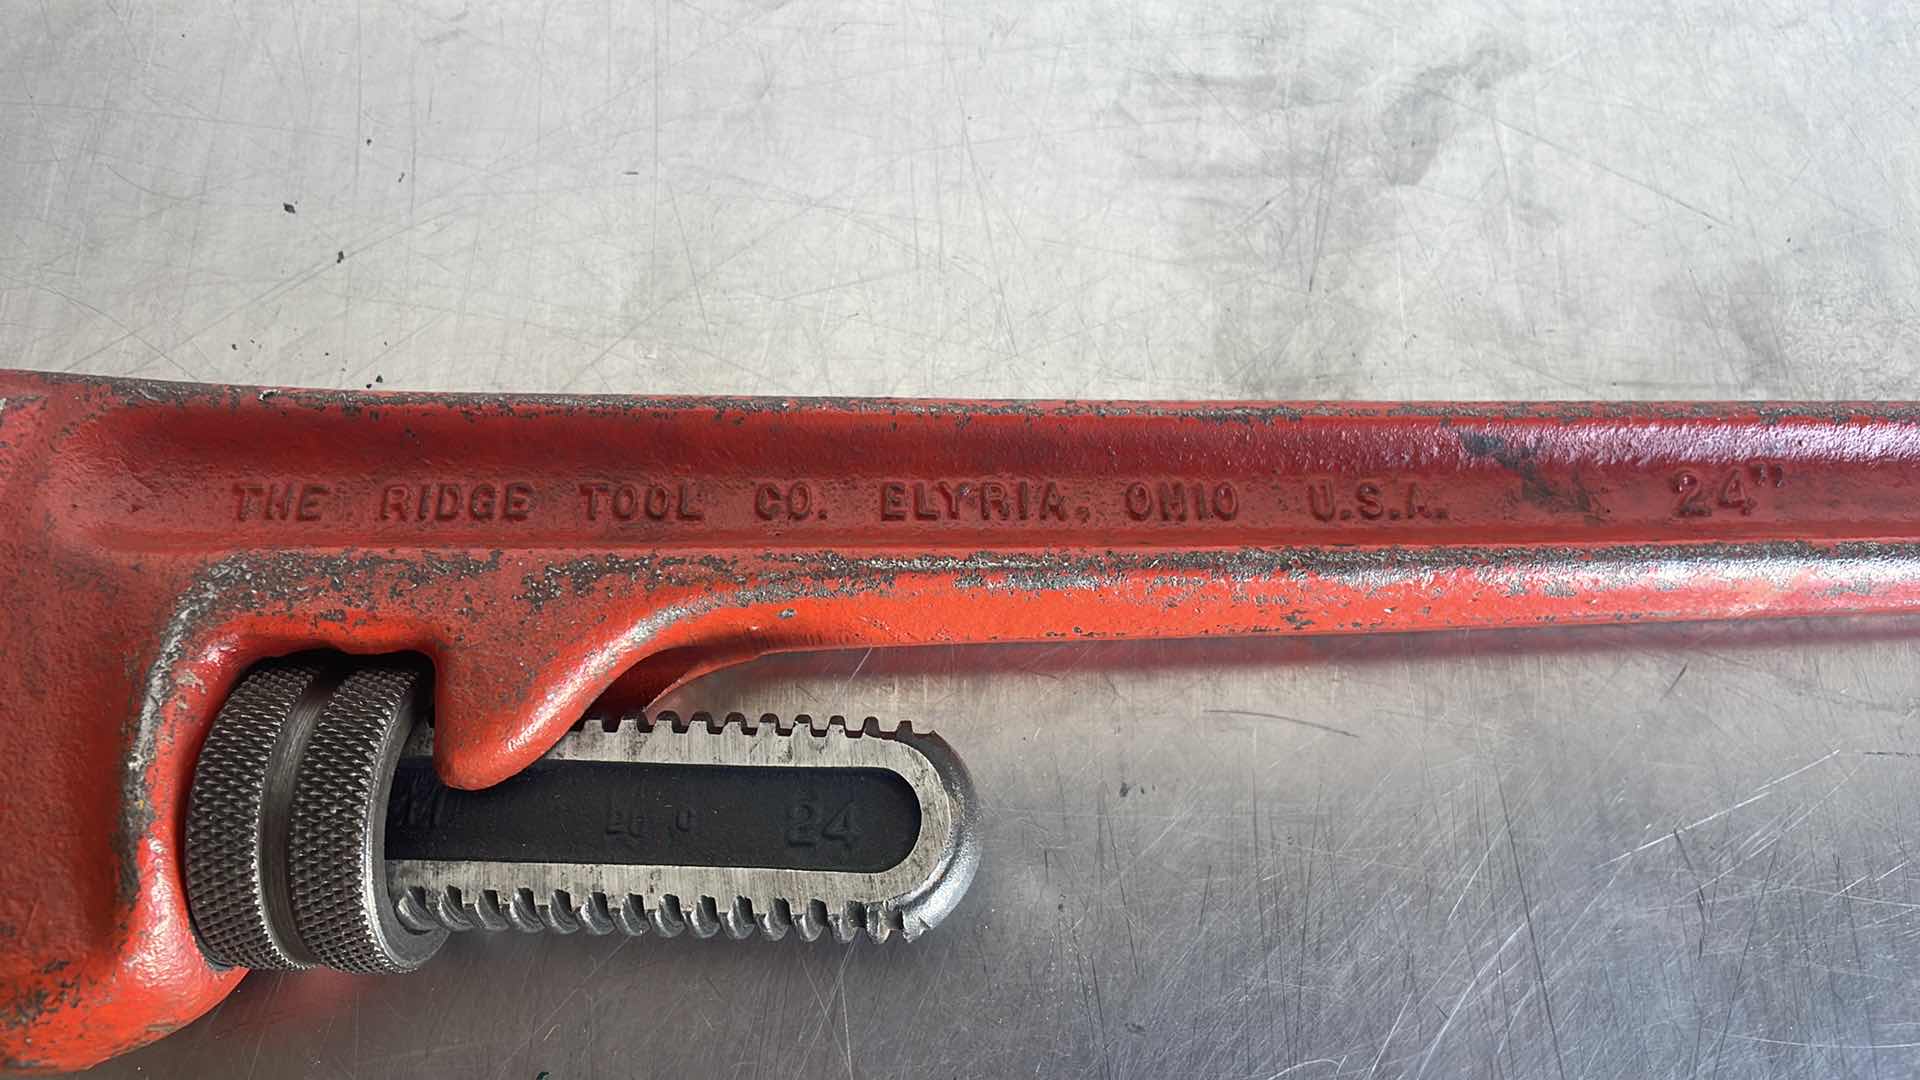 THE RIDGE TOOL CO. ELYRIA, OHIO U.S.A. 24"
24